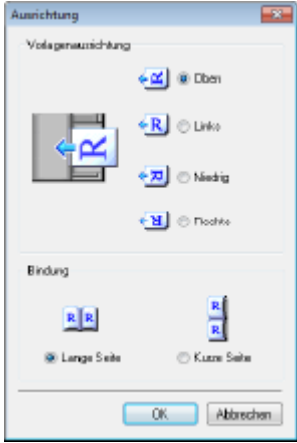 Ausrichtung
Vorlagenausrichtung
R
Oben
R
Links
R
Niedrig
R
R
Rechte
Bindung
R R
R
R
Lange Seite
Kurze Seite
OK
Abbrechen